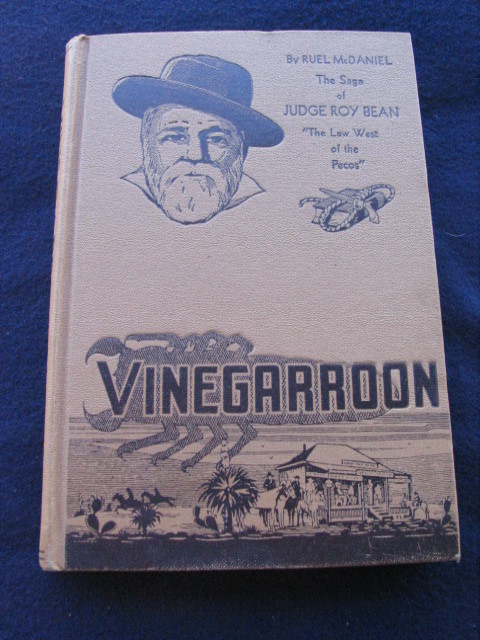 By RUEL McDANIEL
The Saga
of
JUDGE ROY BEAN
"The Law West
of the
Pecos"
VINEGARROON